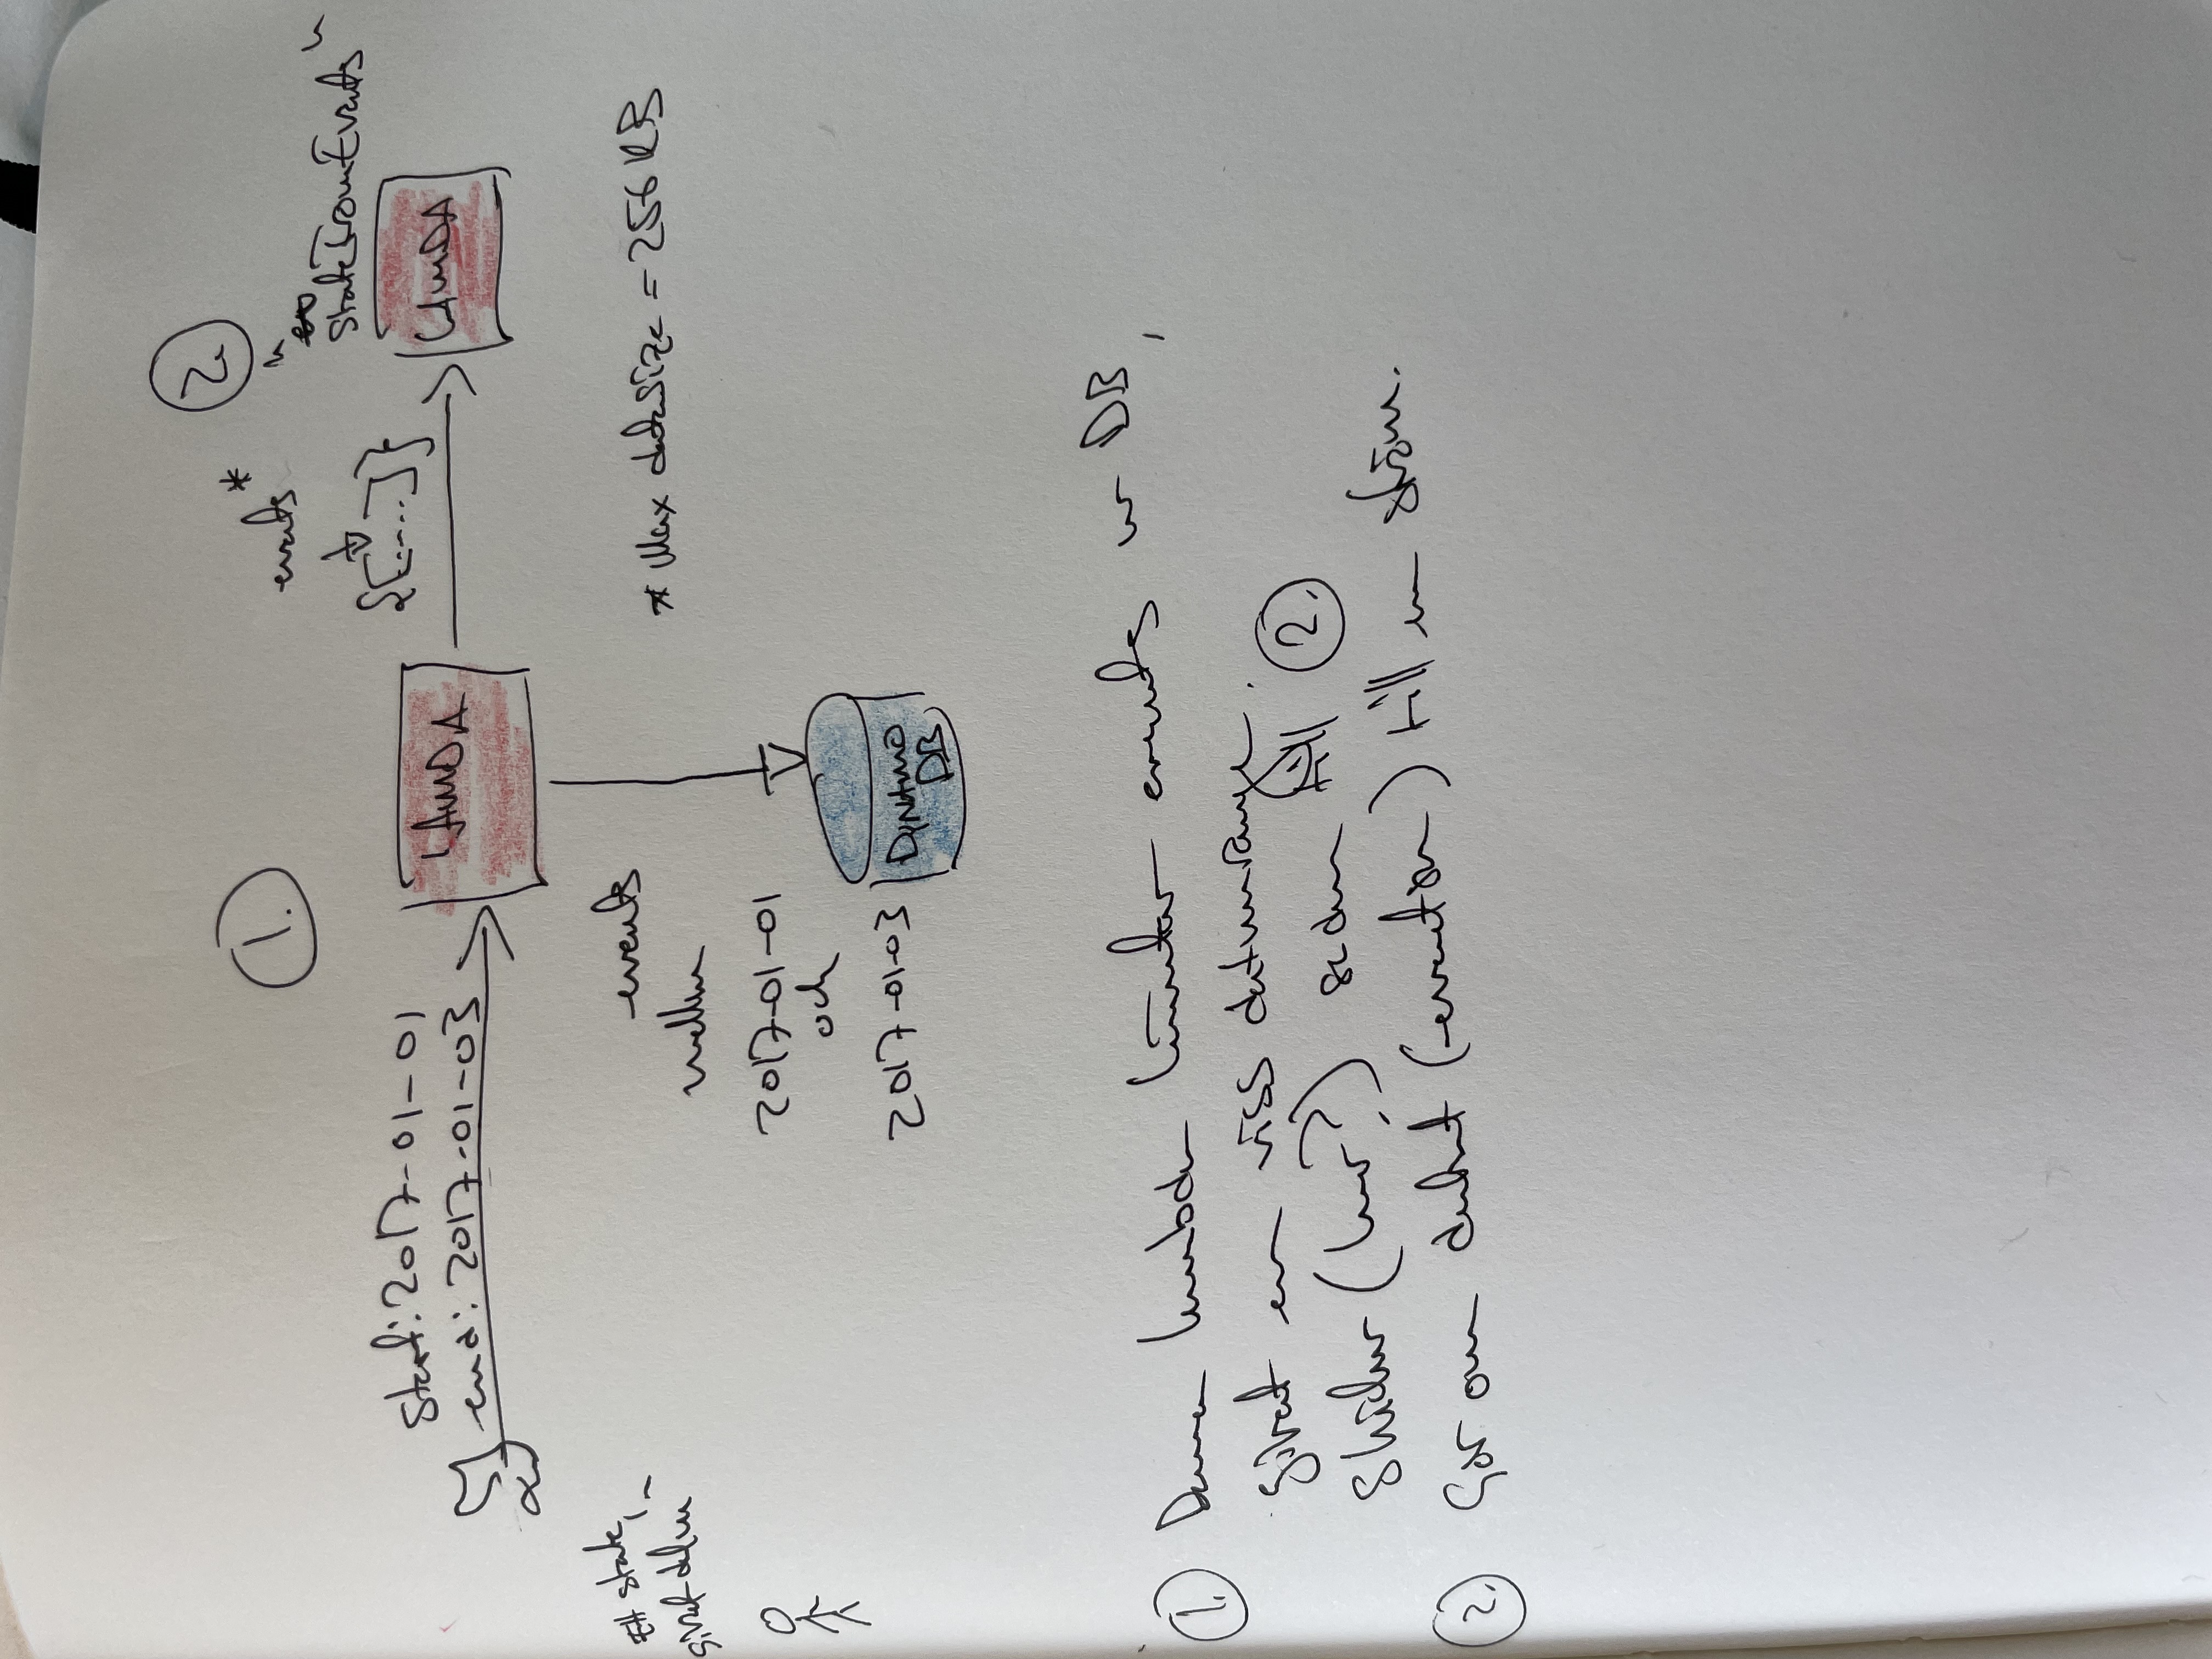 1.
2.
events*
"
stateFromEvents"
start: 2017-01-01
end: 2017-01-03
{[.....]}
LAMDA
LAMDA
state,
givet datum
events
mellan
2017-01-01
och
2017-01-03
* Max datasize = 256 KB
DYNAMO
DB
1. Denna lambda hämtar events ur DB,
givet en viss datumrange.
Skickar (hur?) sedan till 2.
2. Gör om datat (eventen) till en ström.